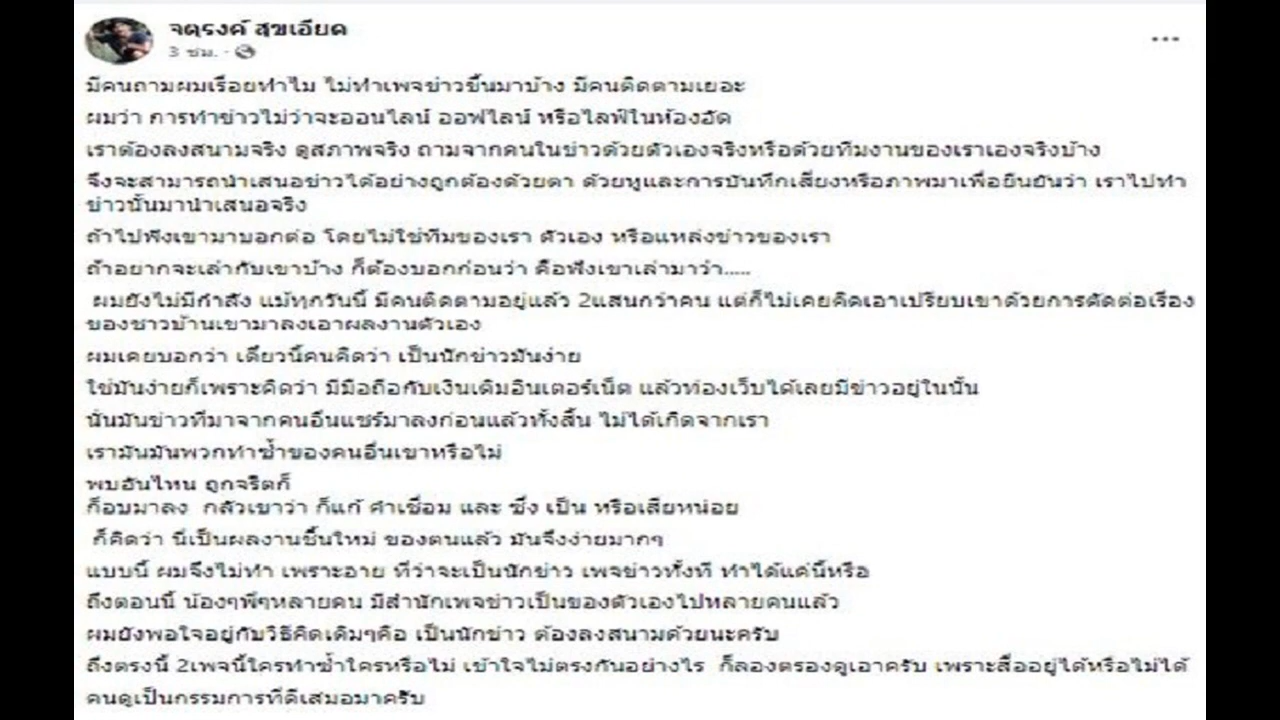 จตุรงค์ สุขเอียด
3 ชม.
มีคนถามผมเรื่อยทำไม ไม่ทำเพจข่าวขึ้นมาบ้าง มีคนติดตามเยอะ
ผมว่า การทำข่าวไม่ว่าจะออนไลน์ ออฟไลน์ หรือไลฟ์ในห้องอัด
เราต้องลงสนามจริง ดูสภาพจริง ถามจากคนในข่าวด้วยตัวเองจริงหรือด้วยทีมงานของเราเองจริงบ้าง
จึงจะสามารถนำเสนอข่าวได้อย่างถูกต้องด้วยตา ด้วยหูและการบันทึกเสียงหรือภาพมาเพื่อยืนยันว่า เราไปทำ
ข่าวนั้นมานำเสนอจริง
ถ้าไปฟังเขามาบอกต่อ โดยไม่ใช่ทีมของเรา ตัวเอง หรือแหล่งข่าวของเรา
ถ้าอยากจะเล่ากับเขาบ้าง ก็ต้องบอกก่อนว่า คือฟังเขาเล่ามาว่า.....
ผมยังไม่มีกำลัง แม้ทุกวันนี้ มีคนติดตามอยู่แล้ว 2แสนกว่าคน แต่ก็ไม่เคยคิดเอาเปรียบเขาด้วยการตัดต่อเรื่อง
ของชาวบ้านเขามาลงเอาผลงานตัวเอง
ผมเคยบอกว่า เดี๋ยวนี้คนคิดว่า เป็นนักข่าวมันง่าย
ใช่มันง่ายก็เพราะคิดว่า มีมือถือกับเงินเติมอินเตอร์เน็ต แล้วท่องเว็บได้เลยมีข่าวอยู่ในนั้น
นั่นมันข่าวที่มาจากคนอื่นแชร์มาลงก่อนแล้วทั้งสิ้น ไม่ได้เกิดจากเรา
เรามันมันพวกทำซ้ำของคนอื่นเขาหรือไม่
พบอันไหน ถูกจริตก็
ก็อบมาลง กลัวเขาว่า ก็แก้ คำเชื่อม และ ซึ่ง เป็น หรือเสียหน่อย
ก็คิดว่า นี่เป็นผลงานชิ้นใหม่ ของตนแล้ว มันจึงง่ายมากๆ
แบบนี้ ผมจึงไม่ทำ เพราะอาย ที่ว่าจะเป็นนักข่าว เพจข่าวทั้งที ทำได้แค่นี้หรือ
ถึงตอนนี้ น้องๆพี่ๆหลายคน มีสำนักเพจข่าวเป็นของตัวเองไปหลายคนแล้ว
ผมยังพอใจอยู่กับวิธีคิดเดิมๆคือ เป็นนักข่าว ต้องลงสนามด้วยนะครับ
ถึงตรงนี้ 2เพจนี้ใครทำซ้ำใครหรือไม่ เข้าใจไม่ตรงกันอย่างไร ก็ลองตรองดูเอาครับ เพราะสื่ออยู่ได้หรือไม่ได้
คนดูเป็นกรรมการที่ดีเสมอมาครับ